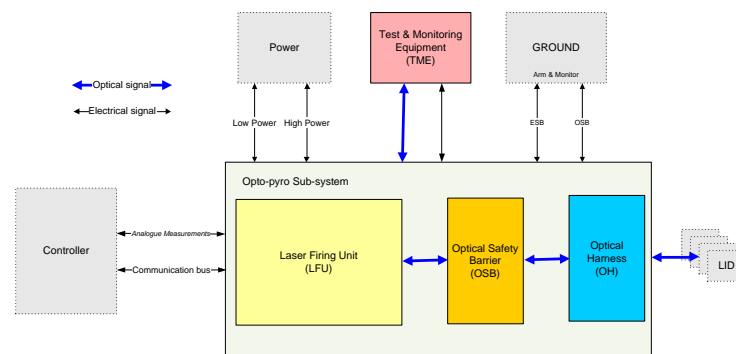 Power
Test & Monitoring
Equipment
(TME)
GROUND
Arm & Monitor
Optical signal
Electrical signal
Low Power
High Power
ESB
OSB
Opto-pyro Sub-system
Controller
Analogue Measurements
Communication bus
Laser Firing Unit
(LFU)
Optical Safety
Barrier
(OSB)
Optical
Harness
(OH)
LID